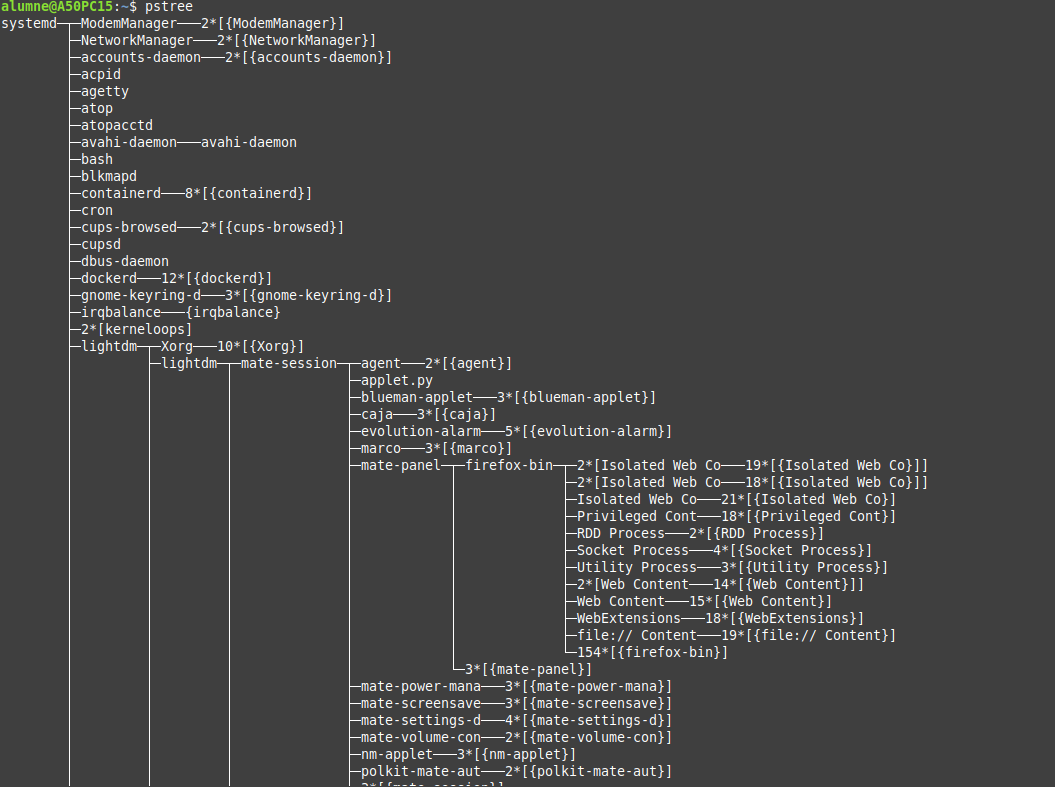 alumne@A50PC15:~$ pstree
systemd─┬─ModemManager───2*[{ModemManager}]
        ├─NetworkManager───2*[{NetworkManager}]
        ├─accounts-daemon───2*[{accounts-daemon}]
        ├─acpid
        ├─agetty
        ├─atop
        ├─atopacctd
        ├─avahi-daemon───avahi-daemon
        ├─bash
        ├─blkmapd
        ├─containerd───8*[{containerd}]
        ├─cron
        ├─cups-browsed───2*[{cups-browsed}]
        ├─cupsd
        ├─dbus-daemon
        ├─dockerd───12*[{dockerd}]
        ├─gnome-keyring-d───3*[{gnome-keyring-d}]
        ├─irqbalance───{irqbalance}
        ├─2*[kerneloops]
        ├─lightdm─┬─Xorg───10*[{Xorg}]
        │         ├─lightdm─┬─mate-session─┬─agent───2*[{agent}]
        │         │         │              ├─applet.py
        │         │         │              ├─blueman-applet───3*[{blueman-applet}]
        │         │         │              ├─caja───3*[{caja}]
        │         │         │              ├─evolution-alarm───5*[{evolution-alarm}]
        │         │         │              ├─marco───3*[{marco}]
        │         │         │              ├─mate-panel─┬─firefox-bin─┬─2*[Isolated Web Co───19*[{Isolated Web Co}]]
        │         │         │              │            │             ├─2*[Isolated Web Co───18*[{Isolated Web Co}]]
        │         │         │              │            │             ├─Isolated Web Co───21*[{Isolated Web Co}]
        │         │         │              │            │             ├─Privileged Cont───18*[{Privileged Cont}]
        │         │         │              │            │             ├─RDD Process───2*[{RDD Process}]
        │         │         │              │            │             ├─Socket Process───4*[{Socket Process}]
        │         │         │              │            │             ├─Utility Process───3*[{Utility Process}]
        │         │         │              │            │             ├─2*[Web Content───14*[{Web Content}]]
        │         │         │              │            │             ├─Web Content───15*[{Web Content}]
        │         │         │              │            │             ├─WebExtensions───18*[{WebExtensions}]
        │         │         │              │            │             ├─file:// Content───19*[{file:// Content}]
        │         │         │              │            │             └─154*[{firefox-bin}]
        │         │         │              │            └─3*[{mate-panel}]
        │         │         │              ├─mate-power-mana───3*[{mate-power-mana}]
        │         │         │              ├─mate-screensave───3*[{mate-screensave}]
        │         │         │              ├─mate-settings-d───4*[{mate-settings-d}]
        │         │         │              ├─mate-volume-con───2*[{mate-volume-con}]
        │         │         │              ├─nm-applet───3*[{nm-applet}]
        │         │         │              ├─polkit-mate-aut───2*[{polkit-mate-aut}]